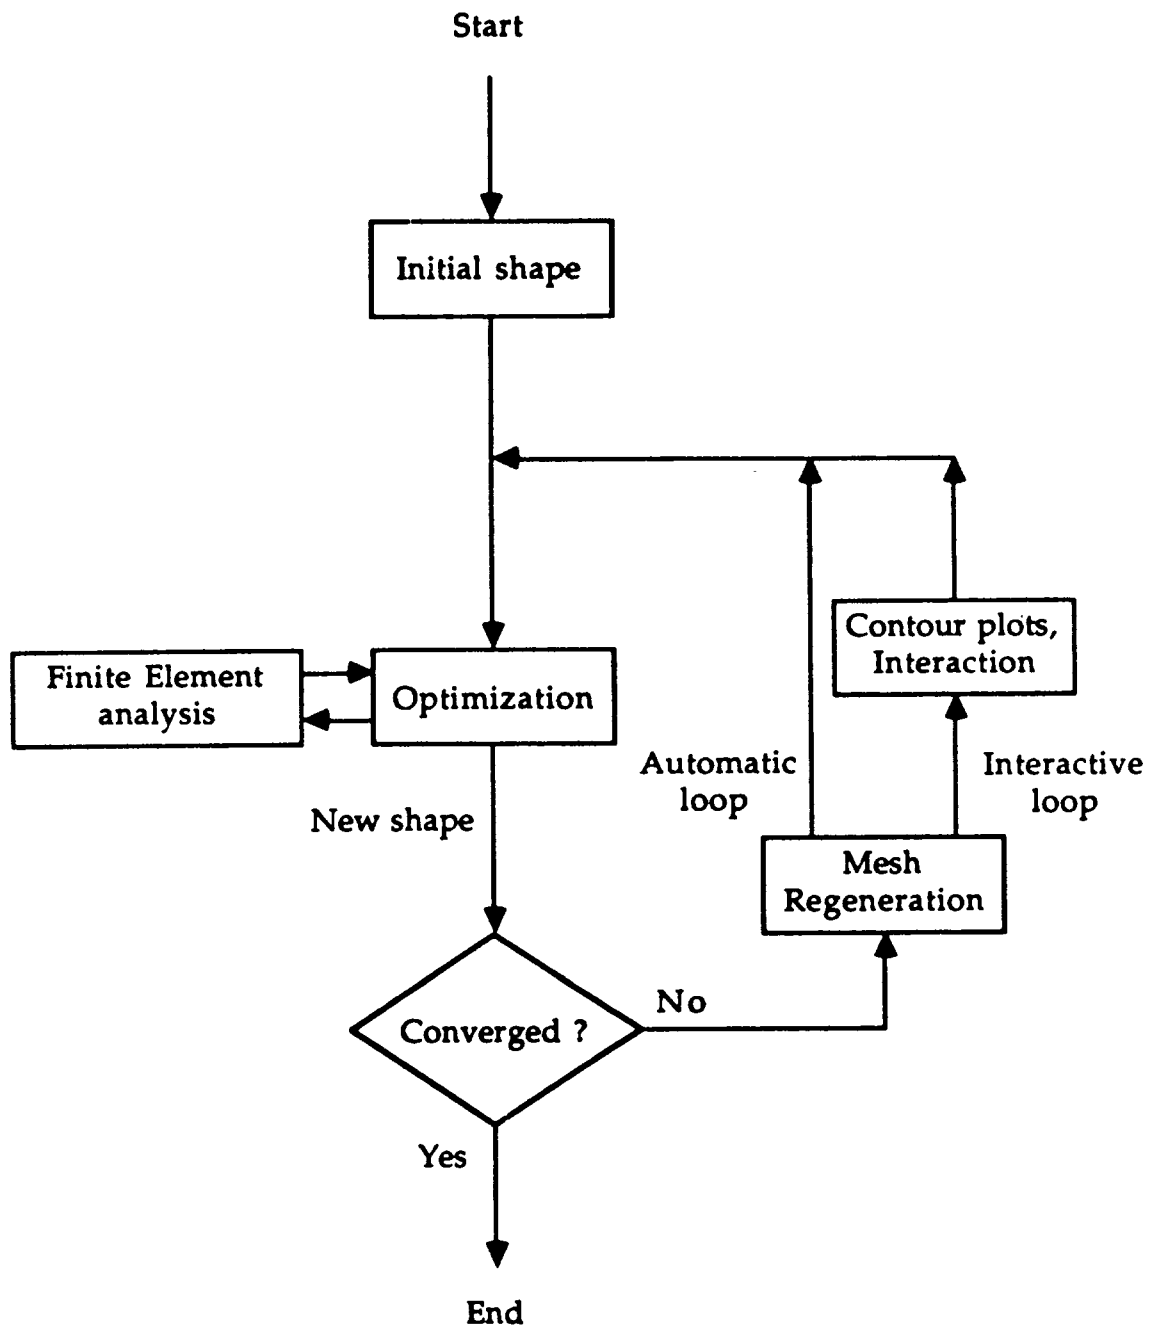 Start
Initial shape
Contour plots,
Interaction
Finite Element
analysis
Optimization
Automatic
loop
Interactive
loop
New shape
Mesh
Regeneration
No
Converged ?
Yes
End